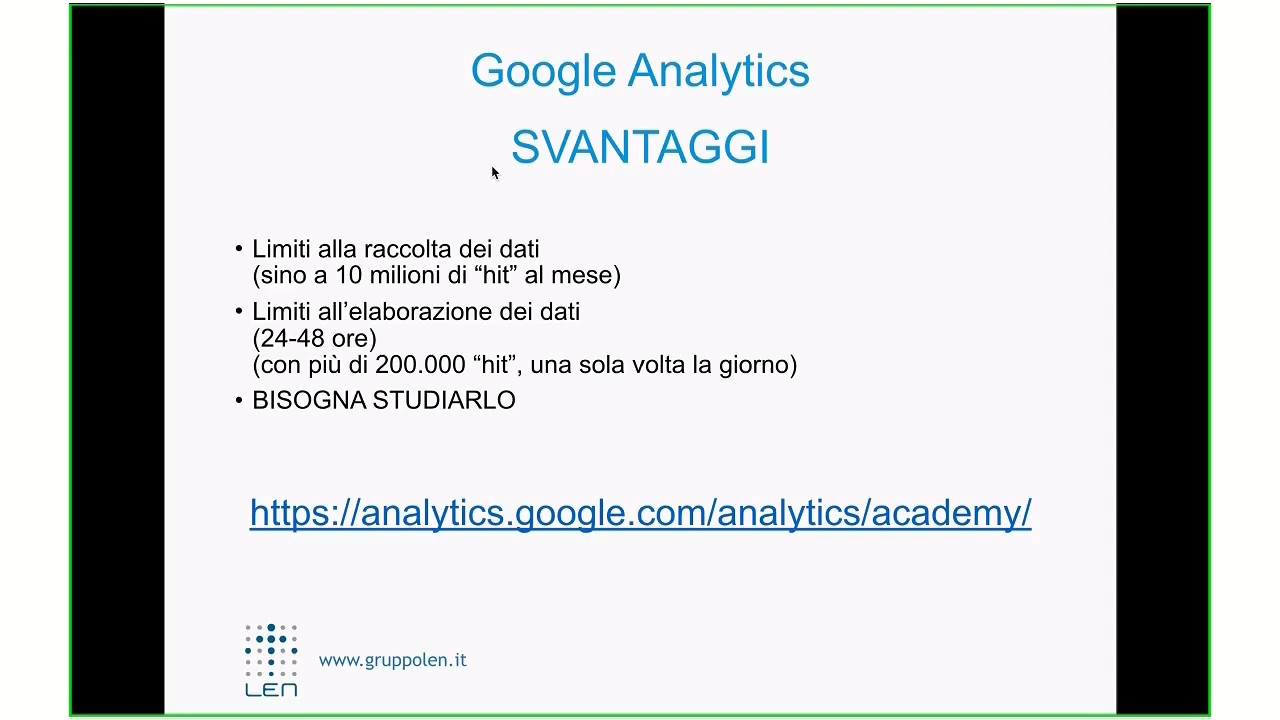 Google Analytics
SVANTAGGI
• Limiti alla raccolta dei dati
(sino a 10 milioni di “hit” al mese)
• Limiti all’elaborazione dei dati
(24-48 ore)
(con più di 200.000 “hit”, una sola volta la giorno)
• BISOGNA STUDIARLO
https://analytics.google.com/analytics/academy/
www.gruppolen.it
LEN